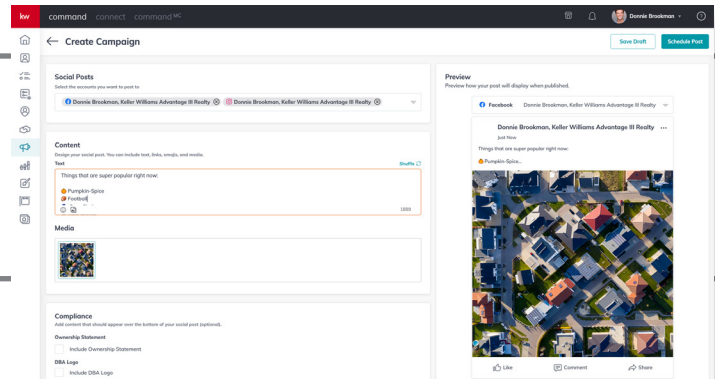 kw command connect command MC Donnie Brookman
Create Campaign Save Draft Schedule Post
Social Posts
Select the accounts you want to post to
Donnie Brookman, Keller Williams Advantage III Realty Donnie Brookman, Keller Williams Advantage III Realty
Content
Design your social post. You can include text, links, emojis, and media.
Text Shuffle
Things that are super popular right now:
Pumpkin-Spice
Football
Media
Compliance
Add content that should appear over the bottom of your social post (optional).
Ownership Statement
Include Ownership Statement
DBA Logo
Include DBA Logo
Preview
Preview how your post will display when published.
Facebook Donnie Brookman, Keller Williams Advantage III Realty
Donnie Brookman, Keller Williams Advantage III Realty
Just Now
Things that are super popular right now:
Pumpkin-Spice...
Like Comment Share